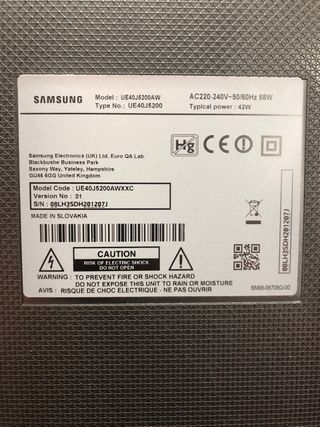 SAMSUNG
Model : UE40J5200AW
Type No.: UE40J5200
AC220-240V~50/60Hz 68W
Typical power : 42W
Hg
CE
Samsung Electronics (UK) Ltd, Euro QA Lab.
Blackbushe Business Park
Saxony Way, Yateley, Hampshire
GU46 6GG United Kingdom
Model Code : UE40J5200AWXXC
Version No : 01
S/N : 08LH3SDH201207J
MADE IN SLOVAKIA
CAUTION
RISK OF ELECTRIC SHOCK
DO NOT OPEN
WARNING : TO PREVENT FIRE OR SHOCK HAZARD
DO NOT EXPOSE THIS UNIT TO RAIN OR MOISTURE
AVIS : RISQUE DE CHOC ELECTRIQUE - NE PAS OUVRIR
08LH3SDH201207J
BN68-06708G-00